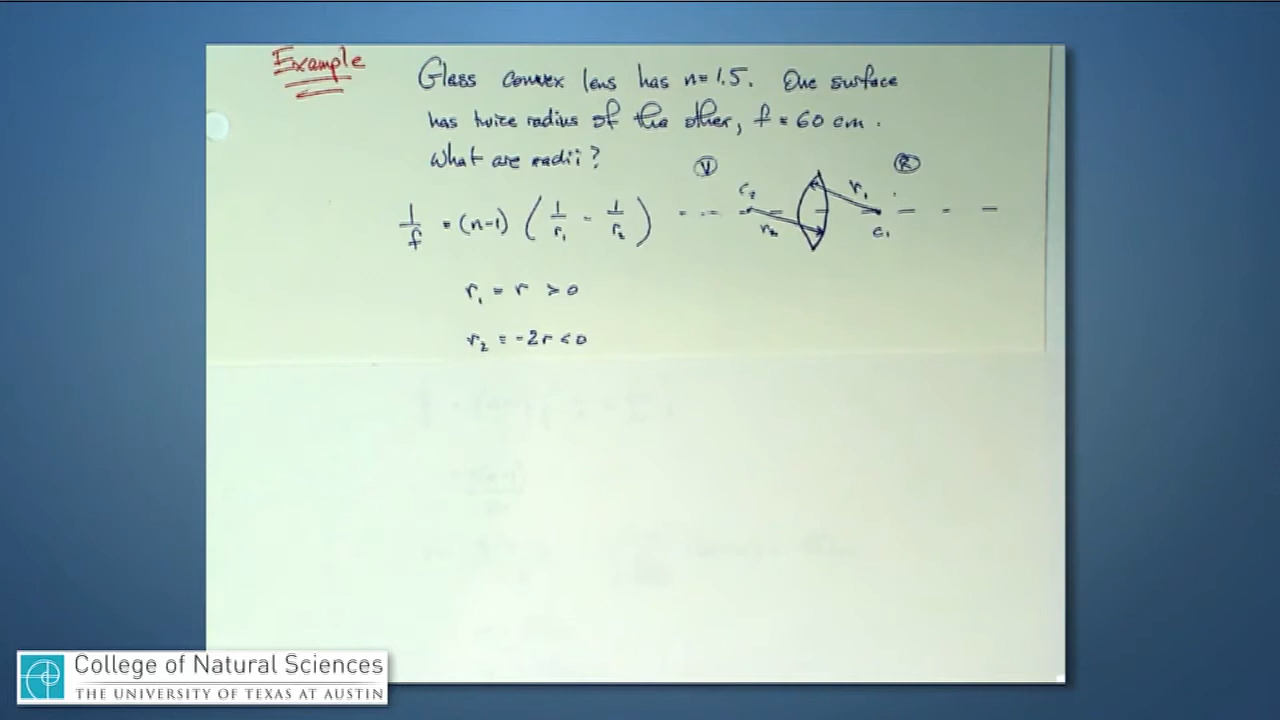 Example
Glass convex lens has n=1.5. One surface
has twice radius of the other, f = 60 cm.
What are radii?
V
R
C₂
r₁
r₂
C₁
1/f = (n-1) (1/r₁ - 1/r₂)
r₁ = r > 0
r₂ = -2r < 0
College of Natural Sciences
THE UNIVERSITY OF TEXAS AT AUSTIN